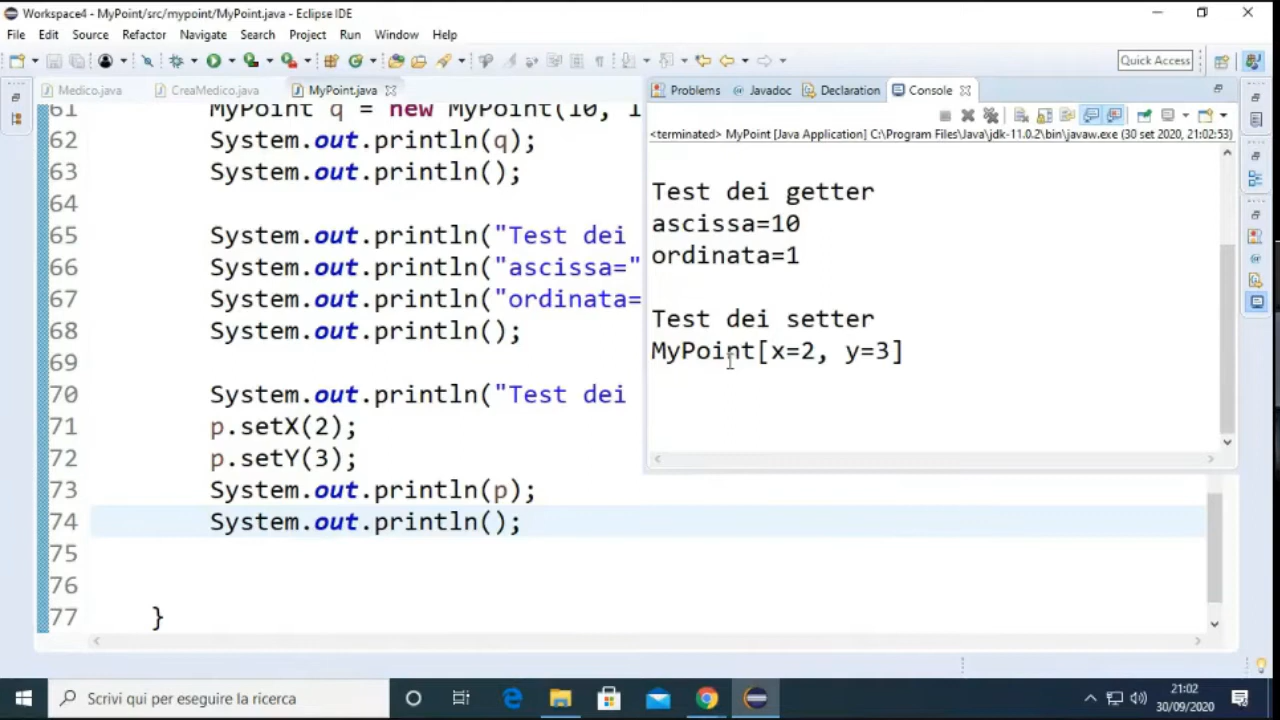 Workspace4 - MyPoint/src/mypoint/MyPoint.java - Eclipse IDE
File Edit Source Refactor Navigate Search Project Run Window Help
Quick Access
Medico.java CreaMedico.java MyPoint.java
61 MyPoint q = new MyPoint(10, 1
62 System.out.println(q);
63 System.out.println();
64
65 System.out.println("Test dei
66 System.out.println("ascissa="
67 System.out.println("ordinata=
68 System.out.println();
69
70 System.out.println("Test dei
71 p.setX(2);
72 p.setY(3);
73 System.out.println(p);
74 System.out.println();
75
76
77 }
Problems @ Javadoc Declaration Console
<terminated> MyPoint [Java Application] C:\Program Files\Java\jdk-11.0.2\bin\javaw.exe (30 set 2020, 21:02:53)
Test dei getter
ascissa=10
ordinata=1
Test dei setter
MyPoint[x=2, y=3]
Scrivi qui per eseguire la ricerca
21:02
30/09/2020